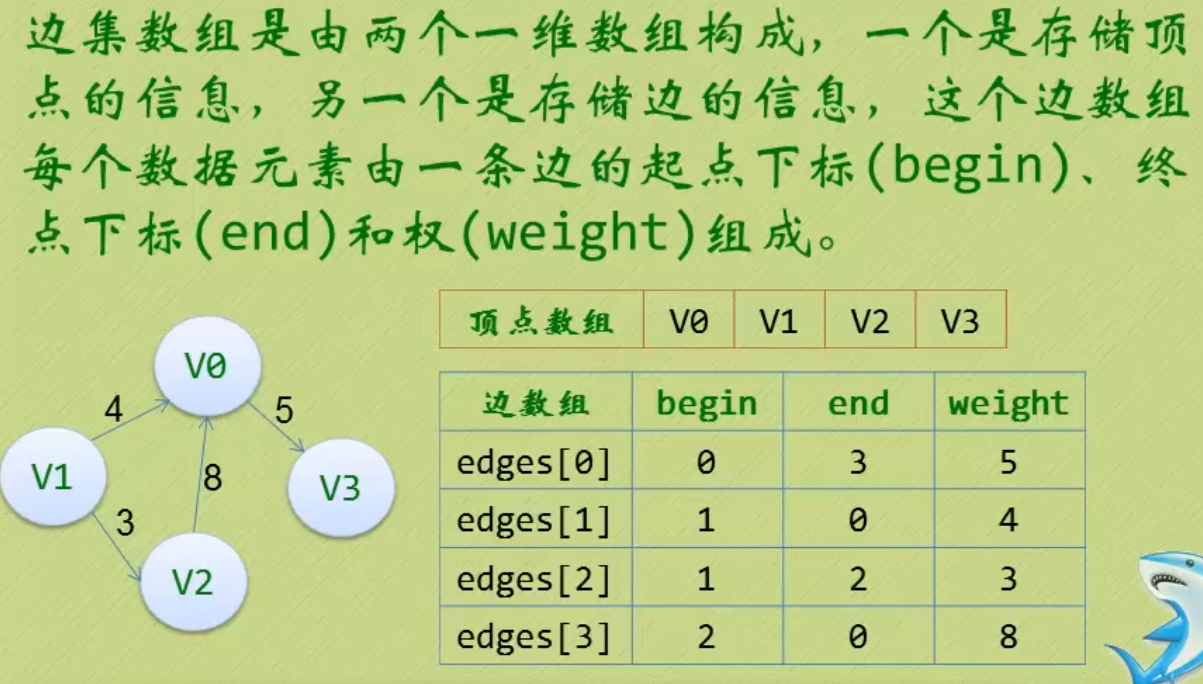 边集数组是由两个一维数组构成，一个是存储顶
点的信息，另一个是存储边的信息，这个边数组
每个数据元素由一条边的起点下标(begin)、终
点下标(end)和权(weight)组成。
顶点数组 V0 V1 V2 V3
V0
4
5
V1
8
V3
3
V2
边数组 begin end weight
edges[0] 0 3 5
edges[1] 1 0 4
edges[2] 1 2 3
edges[3] 2 0 8